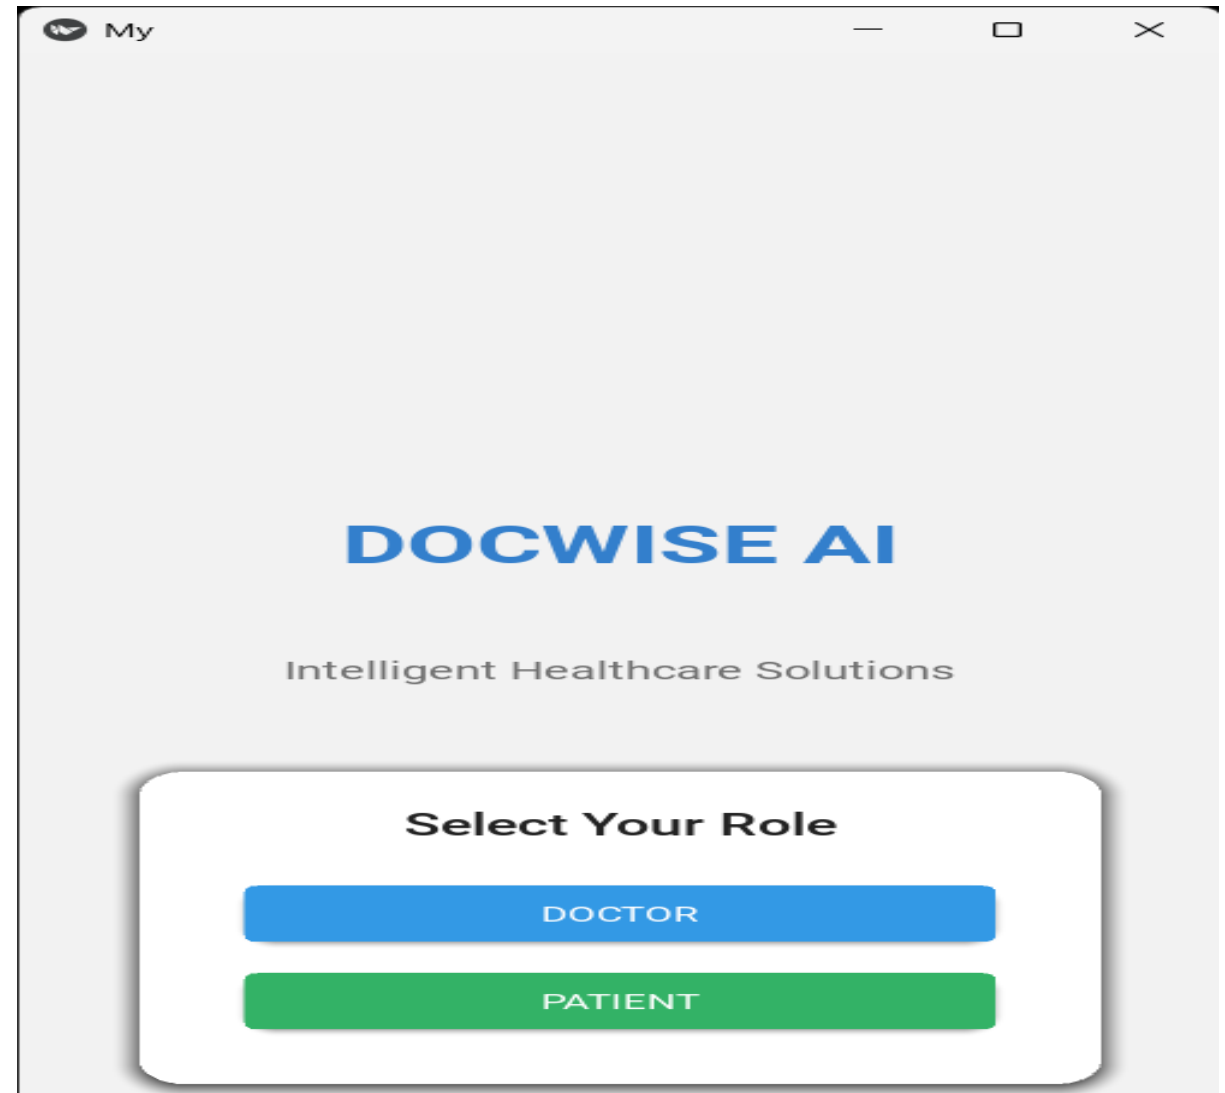 My
DOCWISE AI
Intelligent Healthcare Solutions
Select Your Role
DOCTOR
PATIENT